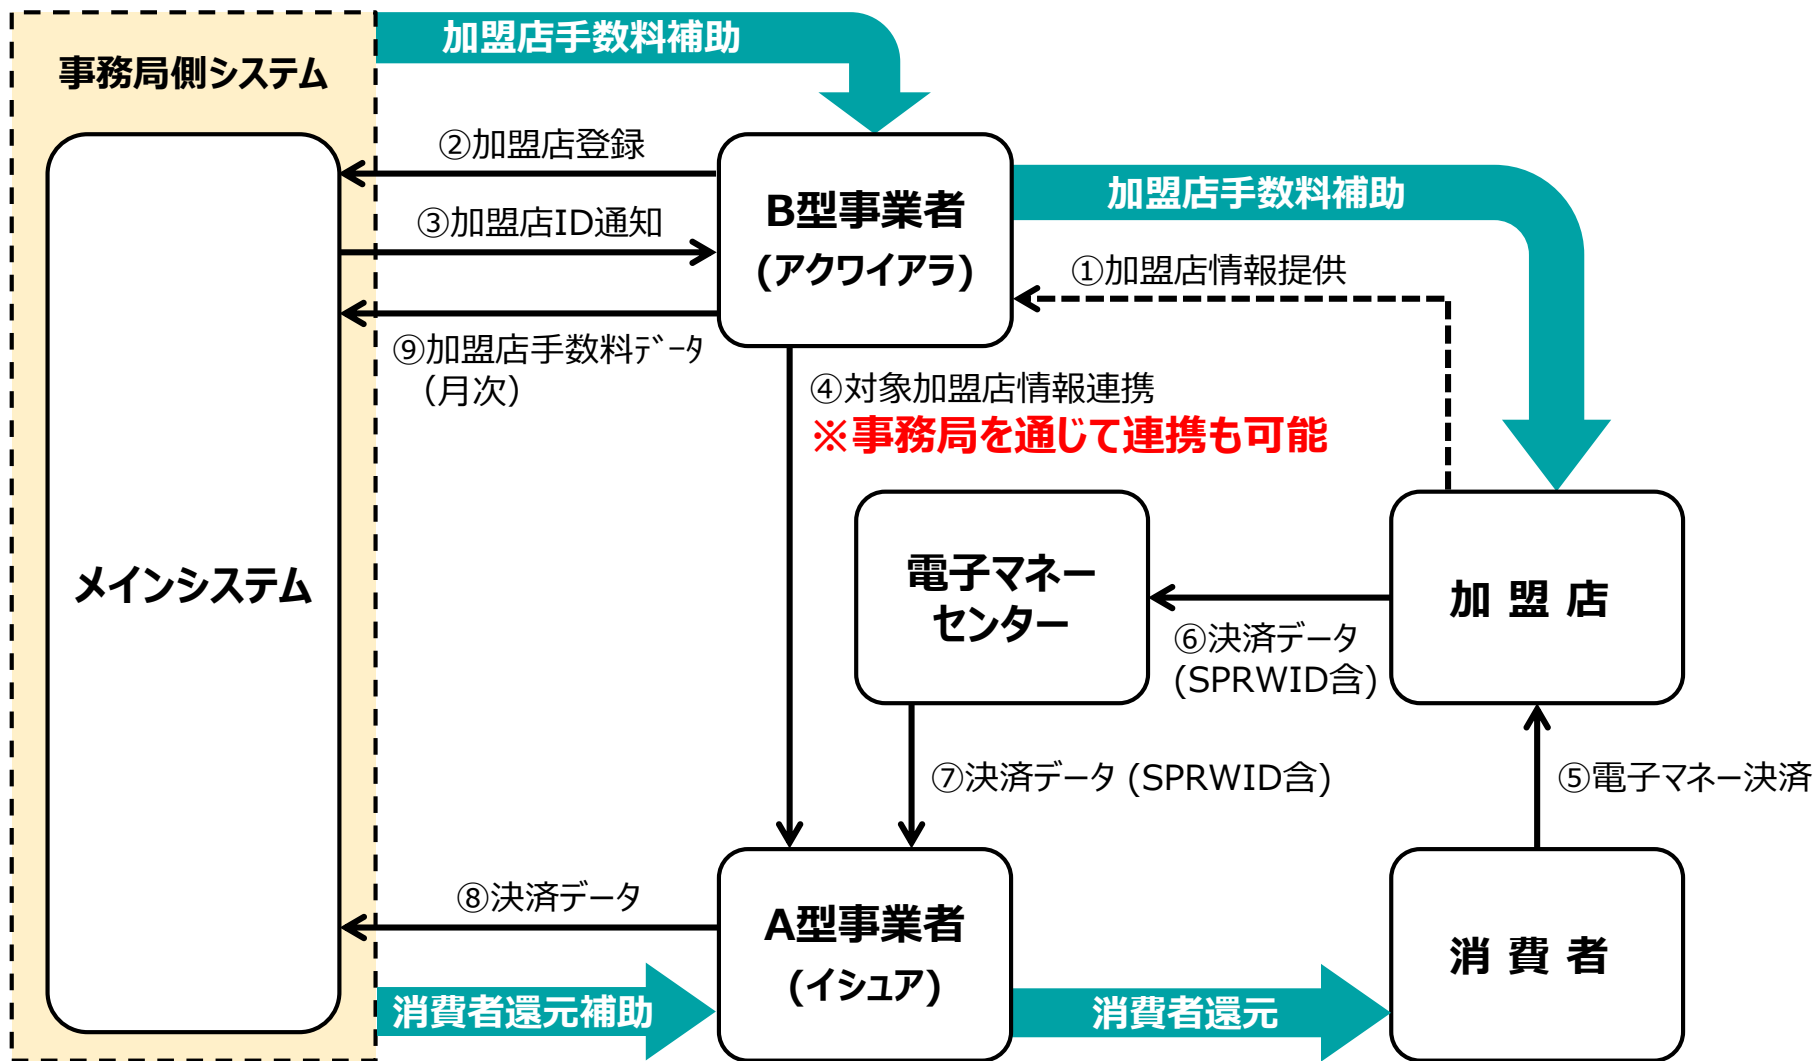 加盟店手数料補助
事務局側システム
②加盟店登録
③加盟店ID通知
⑨加盟店手数料ﾃﾞｰﾀ
(月次)
メインシステム
B型事業者
(アクワイアラ)
加盟店手数料補助
①加盟店情報提供
④対象加盟店情報連携
※事務局を通じて連携も可能
電子マネー
センター
加 盟 店
⑥決済データ
(SPRWID含)
⑦決済データ (SPRWID含)
⑤電子マネー決済
⑧決済データ
A型事業者
(イシュア)
消 費 者
消費者還元補助
消費者還元